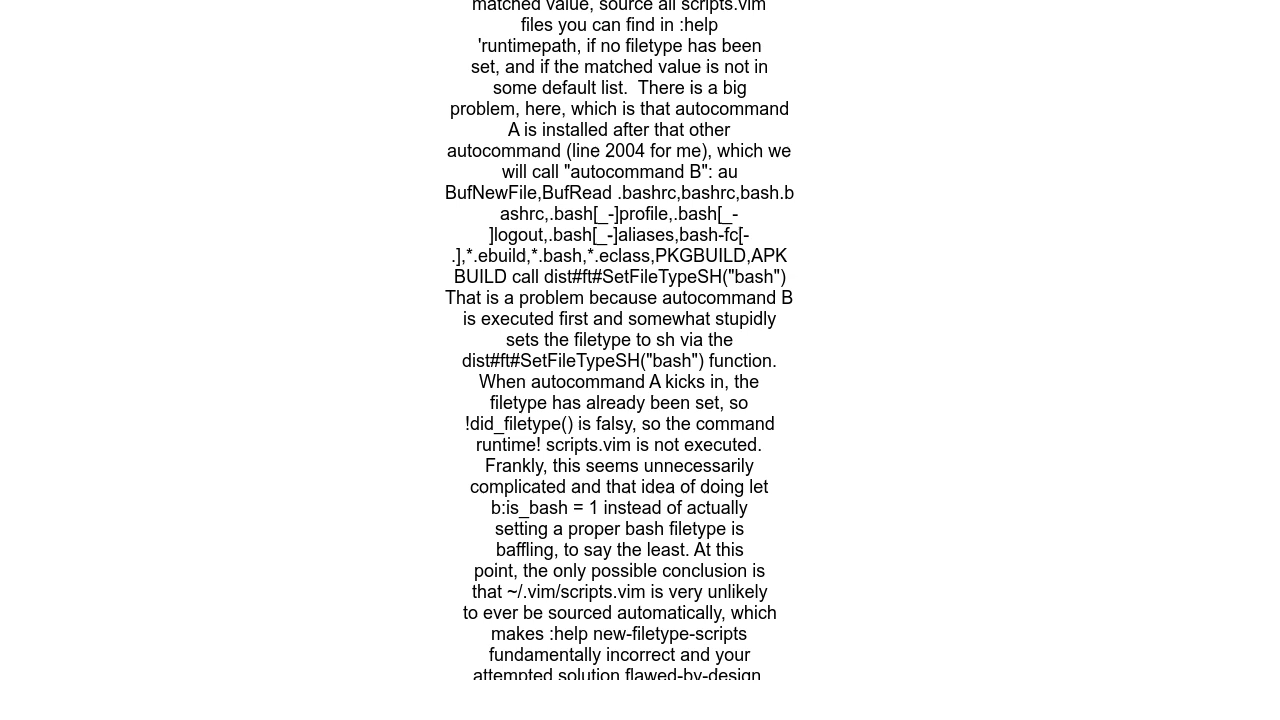 matched value, source all scripts.vim
files you can find in :help
'runtimepath, if no filetype has been
set, and if the matched value is not in
some default list.  There is a big
problem, here, which is that autocommand
A is installed after that other
autocommand (line 2004 for me), which we
will call "autocommand B": au
BufNewFile,BufRead .bashrc,bashrc,bash.b
ashrc,.bash[_-]profile,.bash[_-
]logout,.bash[_-]aliases,bash-fc[-
.],*.ebuild,*.bash,*.eclass,PKGBUILD,APK
BUILD call dist#ft#SetFileTypeSH("bash")
That is a problem because autocommand B
is executed first and somewhat stupidly
sets the filetype to sh via the
dist#ft#SetFileTypeSH("bash") function.
When autocommand A kicks in, the
filetype has already been set, so
!did_filetype() is falsy, so the command
runtime! scripts.vim is not executed.
Frankly, this seems unnecessarily
complicated and that idea of doing let
b:is_bash = 1 instead of actually
setting a proper bash filetype is
baffling, to say the least. At this
point, the only possible conclusion is
that ~/.vim/scripts.vim is very unlikely
to ever be sourced automatically, which
makes :help new-filetype-scripts
fundamentally incorrect and your
attempted solution flawed-by-design.